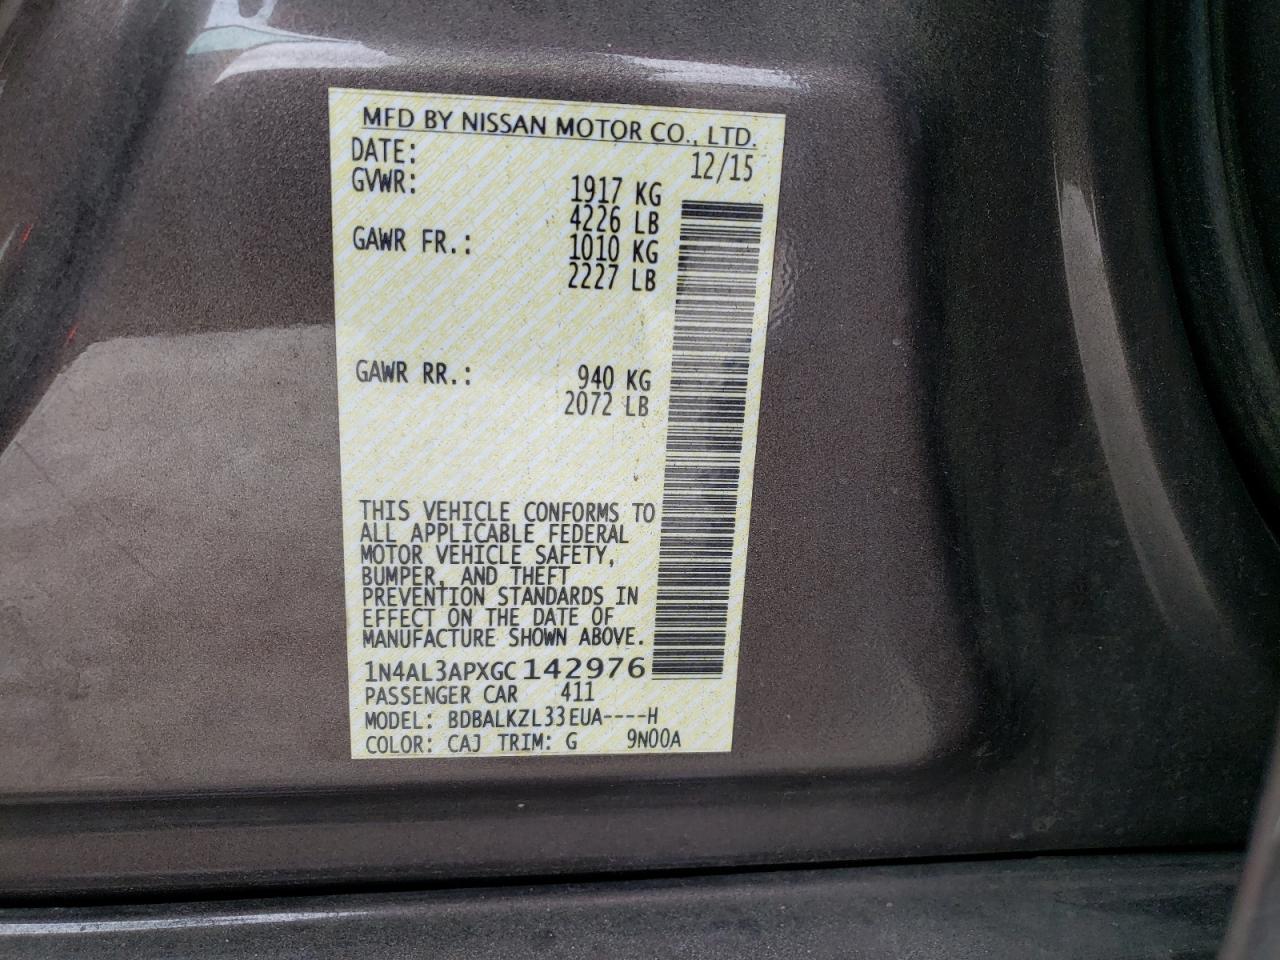 MFD BY NISSAN MOTOR CO., LTD.
DATE: 12/15
GVWR: 1917 KG
4226 LB
GAWR FR.: 1010 KG
2227 LB
GAWR RR.: 940 KG
2072 LB
THIS VEHICLE CONFORMS TO
ALL APPLICABLE FEDERAL
MOTOR VEHICLE SAFETY,
BUMPER, AND THEFT
PREVENTION STANDARDS IN
EFFECT ON THE DATE OF
MANUFACTURE SHOWN ABOVE.
1N4AL3APXGC142976
PASSENGER CAR 411
MODEL: BDBALKZL33EUA----H
COLOR: CAJ TRIM: G 9N00A